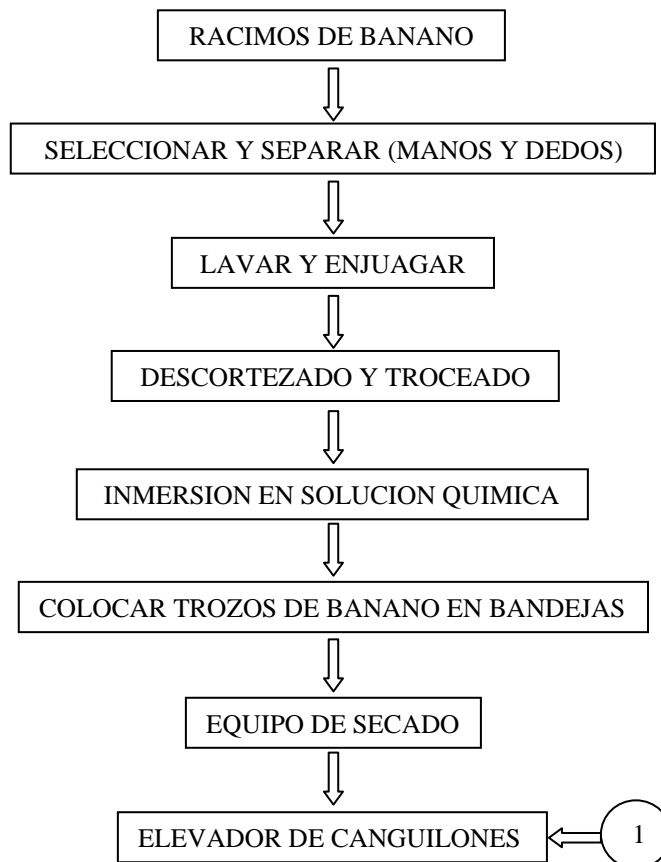 RACIMOS DE BANANO
SELECCIONAR Y SEPARAR (MANOS Y DEDOS)
LAVAR Y ENJUAGAR
DESCORTEZADO Y TROCEADO
INMERSION EN SOLUCION QUIMICA
COLOCAR TROZOS DE BANANO EN BANDEJAS
EQUIPO DE SECADO
ELEVADOR DE CANGUILONES
1